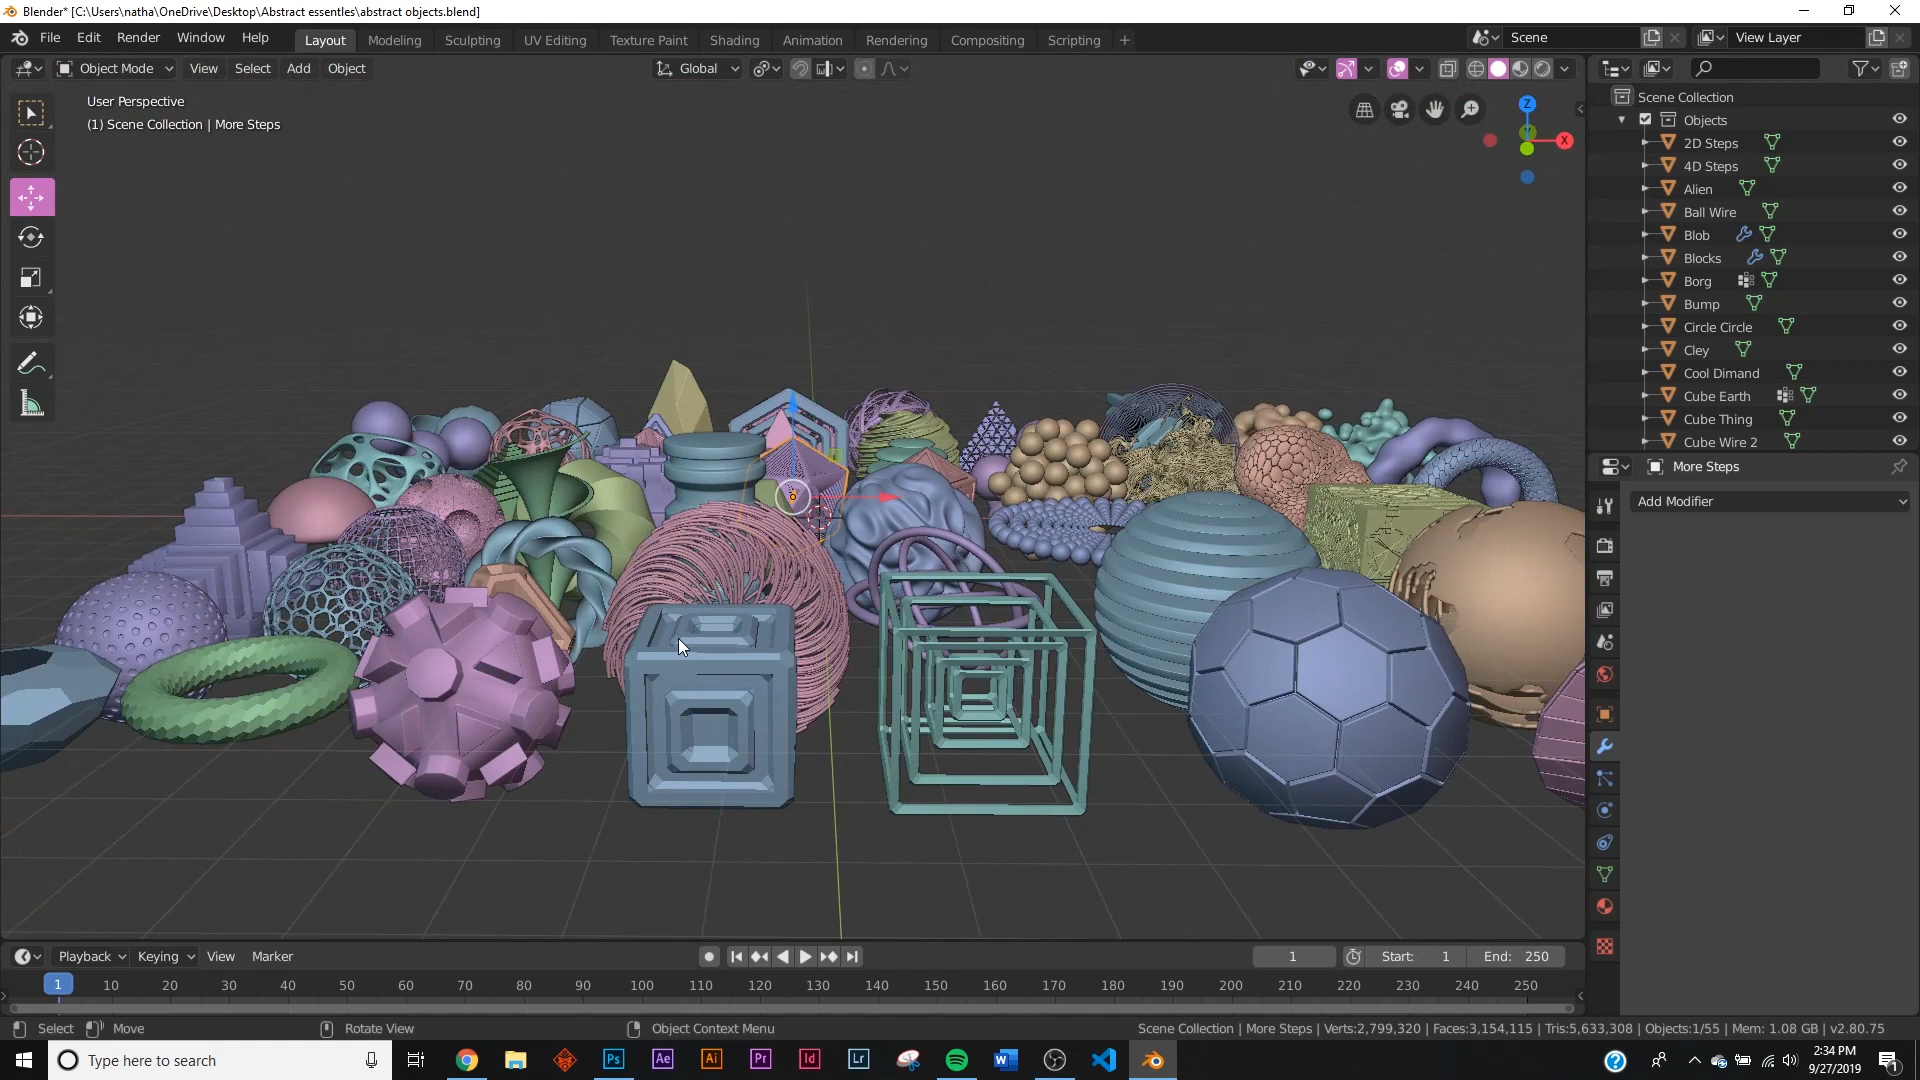 Blender* [C:\Users\natha\OneDrive\Desktop\Abstract essentles\abstract objects.blend]
File Edit Render Window Help Layout Modeling Sculpting UV Editing Texture Paint Shading Animation Rendering Compositing Scripting + Scene View Layer
Object Mode View Select Add Object Global
User Perspective
(1) Scene Collection | More Steps
Z
X
Scene Collection
Objects
2D Steps
4D Steps
Alien
Ball Wire
Blob
Blocks
Borg
Bump
Circle Circle
Cley
Cool Dimand
Cube Earth
Cube Thing
Cube Wire 2
More Steps
Add Modifier
Playback Keying View Marker 1 Start: 1 End: 250
1 10 20 30 40 50 60 70 80 90 100 110 120 130 140 150 160 170 180 190 200 210 220 230 240 250
Select Move Rotate View Object Context Menu Scene Collection | More Steps | Verts:2,799,320 | Faces:3,154,115 | Tris:5,633,308 | Objects:1/55 | Mem: 1.08 GB | v2.80.75
Type here to search Ps Ae Ai Pr Id Lr W ? 2:34 PM
9/27/2019 1